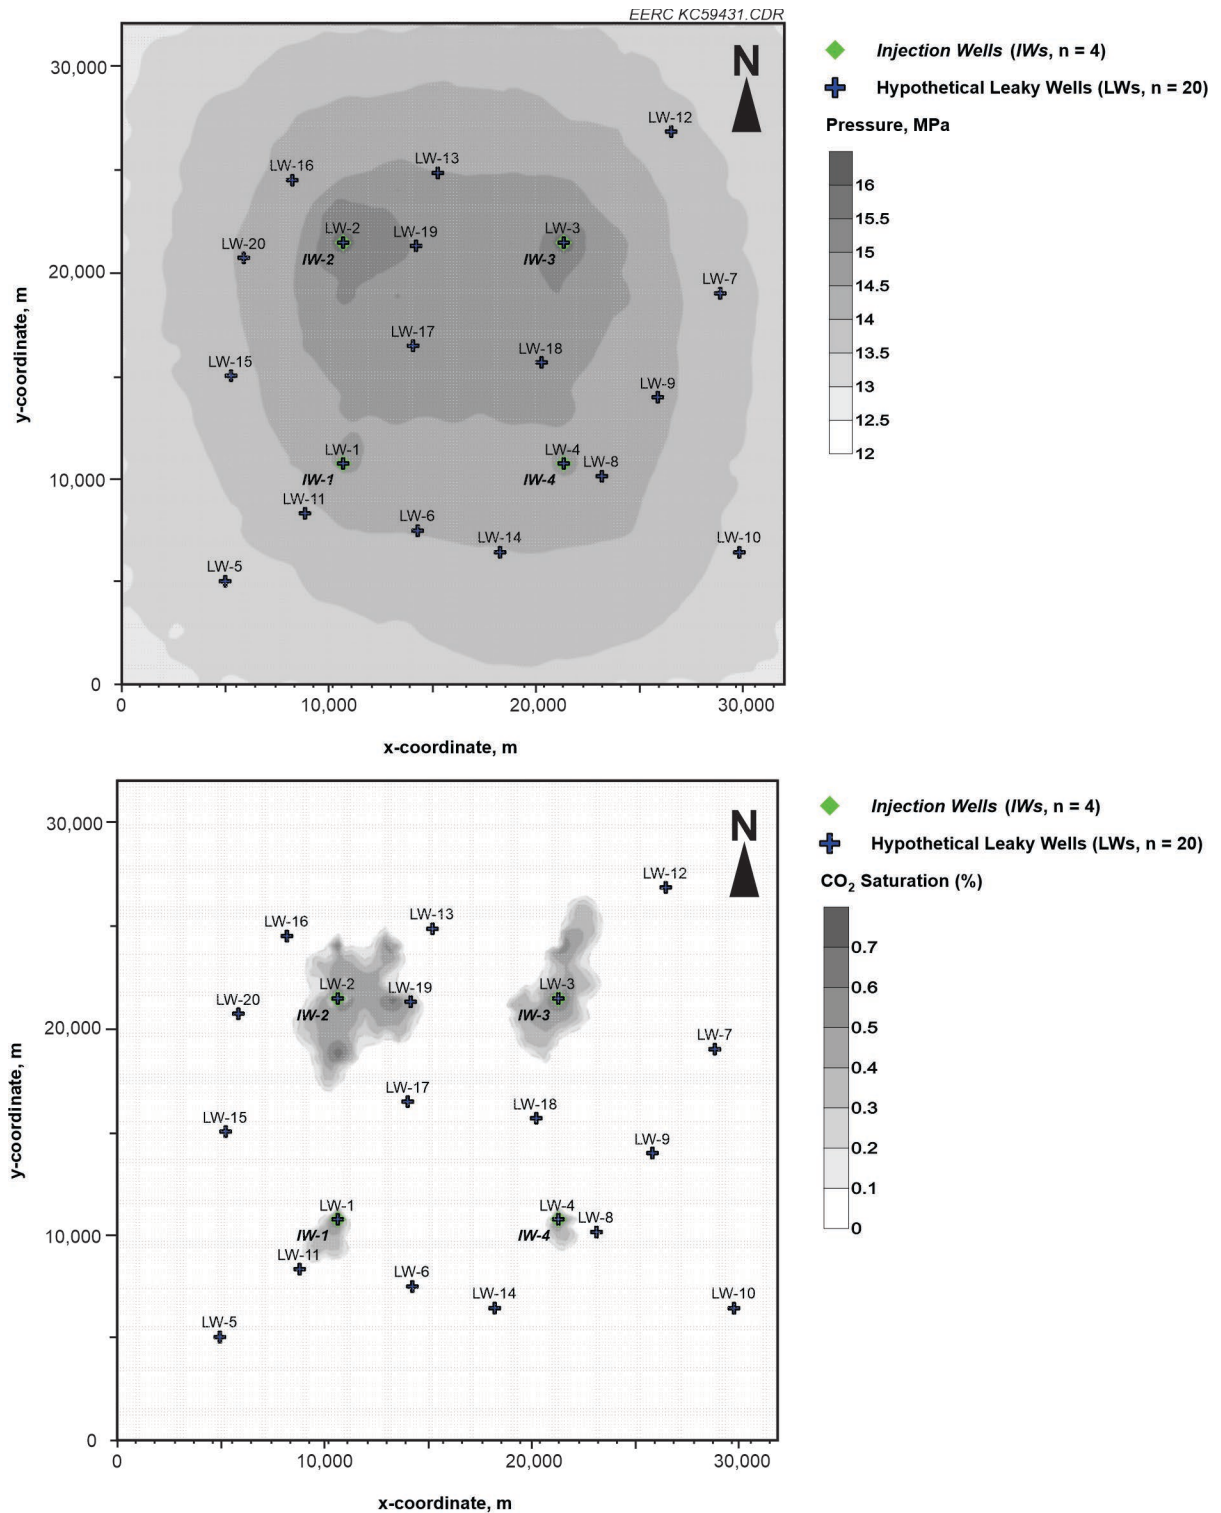 EERC KC59431.CDR
N
Injection Wells (IWs, n = 4)
Hypothetical Leaky Wells (LWs, n = 20)
Pressure, MPa
16
15.5
15
14.5
14
13.5
13
12.5
12
30,000
20,000
10,000
0
y-coordinate, m
LW-12
LW-16
LW-13
LW-2
LW-19
LW-3
LW-20
IW-2
IW-3
LW-7
LW-17
LW-18
LW-15
LW-9
LW-1
LW-4
LW-8
IW-1
IW-4
LW-11
LW-6
LW-14
LW-10
LW-5
0
10,000
20,000
30,000
x-coordinate, m
N
Injection Wells (IWs, n = 4)
Hypothetical Leaky Wells (LWs, n = 20)
CO₂ Saturation (%)
0.7
0.6
0.5
0.4
0.3
0.2
0.1
0
30,000
20,000
10,000
0
y-coordinate, m
LW-12
LW-16
LW-13
LW-2
LW-19
LW-3
LW-20
IW-2
IW-3
LW-7
LW-17
LW-18
LW-15
LW-9
LW-1
LW-4
LW-8
IW-1
IW-4
LW-11
LW-6
LW-14
LW-10
LW-5
0
10,000
20,000
30,000
x-coordinate, m